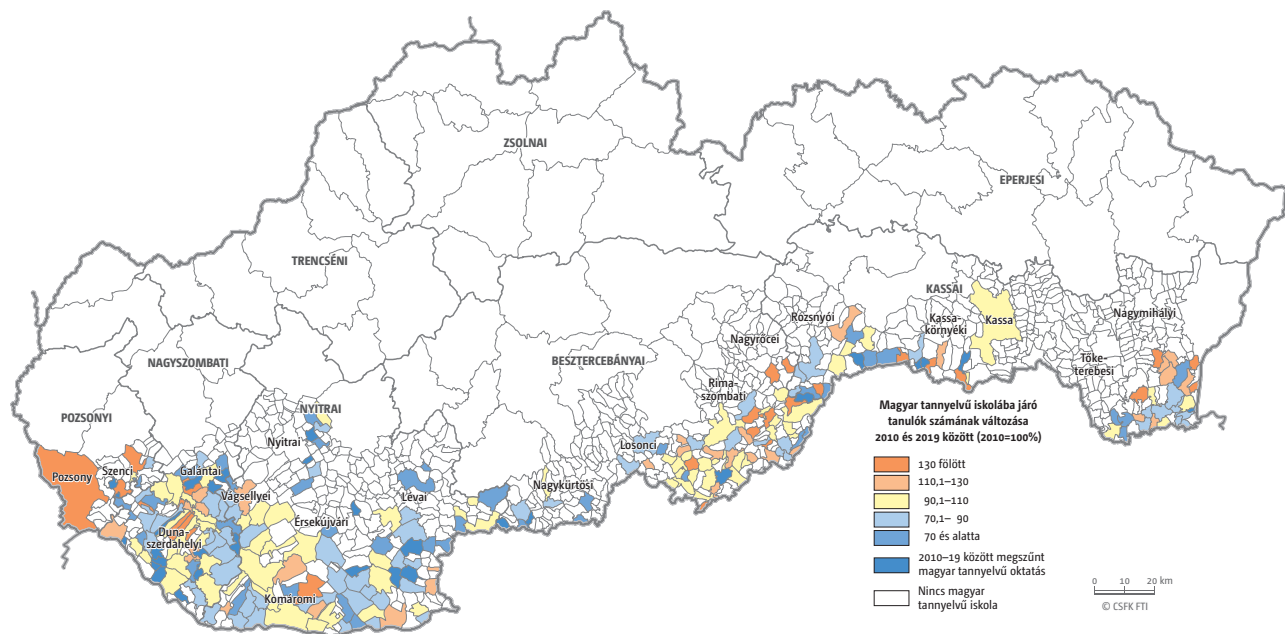 ZSOLNAI
EPERJESI
TRENCSÉNI
KASSAI
Rozsnyói
Kassa-
környéki
Kassa
Nagymihályi
Nagyrőcei
NAGYSZOMBATI
BESZTERCEBÁNYAI
Tőke-
terebesi
Rima-
szombati
POZSONYI
NYITRAI
Nyitrai
Losonci
Pozsony
Szenci
Galántai
Vágsellyei
Lévai
Nagykürtösi
Érsekújvári
Duna-
szerdahelyi
Komáromi
Magyar tannyelvű iskolába járó
tanulók számának változása
2010 és 2019 között (2010=100%)
130 fölött
110,1–130
90,1–110
70,1– 90
70 és alatta
2010–19 között megszűnt
magyar tannyelvű oktatás
Nincs magyar
tannyelvű iskola
0 10 20 km
© CSFK FTI